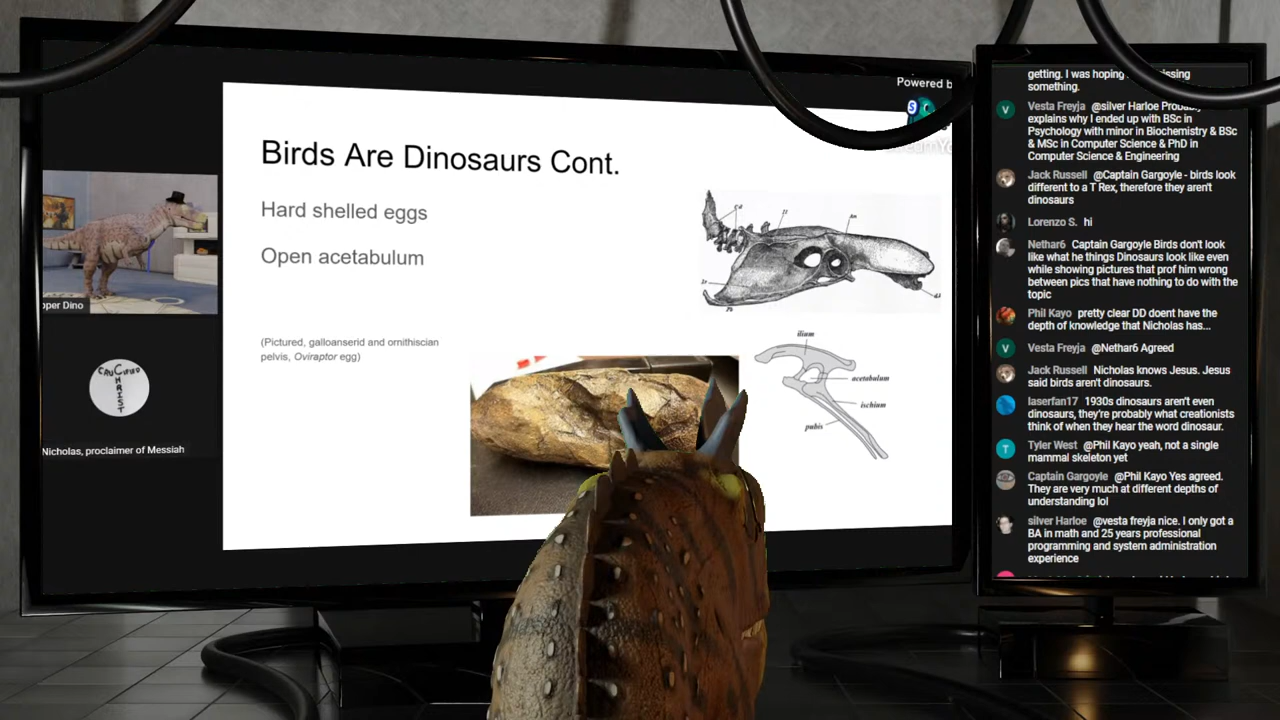 Powered b
Birds Are Dinosaurs Cont.
Hard shelled eggs
Open acetabulum
(Pictured, galloanserid and ornithiscian
pelvis, Oviraptor egg)
ilium
acetabulum
ischium
pubis
per Dino
CRUCIFIED
CHRIST
Nicholas, proclaimer of Messiah
getting. I was hoping
issing
something.
V
Vesta Freyja @silver Harloe Probably
explains why I ended up with BSc in
Psychology with minor in Biochemistry & BSc
& MSc in Computer Science & PhD in
Computer Science & Engineering
Jack Russell @Captain Gargoyle - birds look
different to a T Rex, therefore they aren't
dinosaurs
Lorenzo S. hi
Nethar6 Captain Gargoyle Birds don't look
like what he things Dinosaurs look like even
while showing pictures that prof him wrong
between pics that have nothing to do with the
topic
Phil Kayo pretty clear DD doent have the
depth of knowledge that Nicholas has...
V
Vesta Freyja @Nethar6 Agreed
Jack Russell Nicholas knows Jesus. Jesus
said birds aren't dinosaurs.
laserfan17 1930s dinosaurs aren't even
dinosaurs, they're probably what creationists
think of when they hear the word dinosaur.
T
Tyler West @Phil Kayo yeah, not a single
mammal skeleton yet
Captain Gargoyle @Phil Kayo Yes agreed.
They are very much at different depths of
understanding lol
silver Harloe @vesta freyja nice. I only got a
BA in math and 25 years professional
programming and system administration
experience